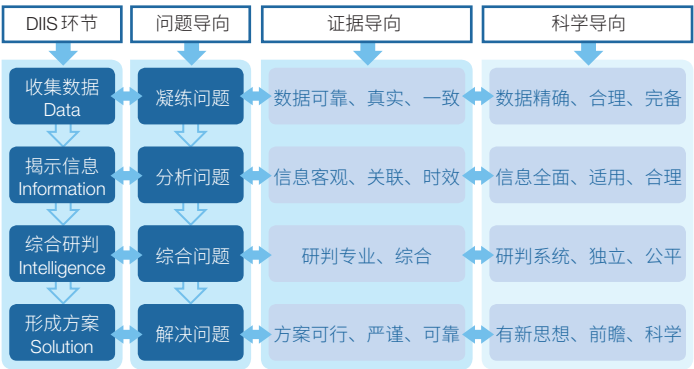 DIIS环节
问题导向
证据导向
科学导向
收集数据
Data
凝练问题
数据可靠、真实、一致
数据精确、合理、完备
揭示信息
Information
分析问题
信息客观、关联、时效
信息全面、适用、合理
综合研判
Intelligence
综合问题
研判专业、综合
研判系统、独立、公平
形成方案
Solution
解决问题
方案可行、严谨、可靠
有新思想、前瞻、科学